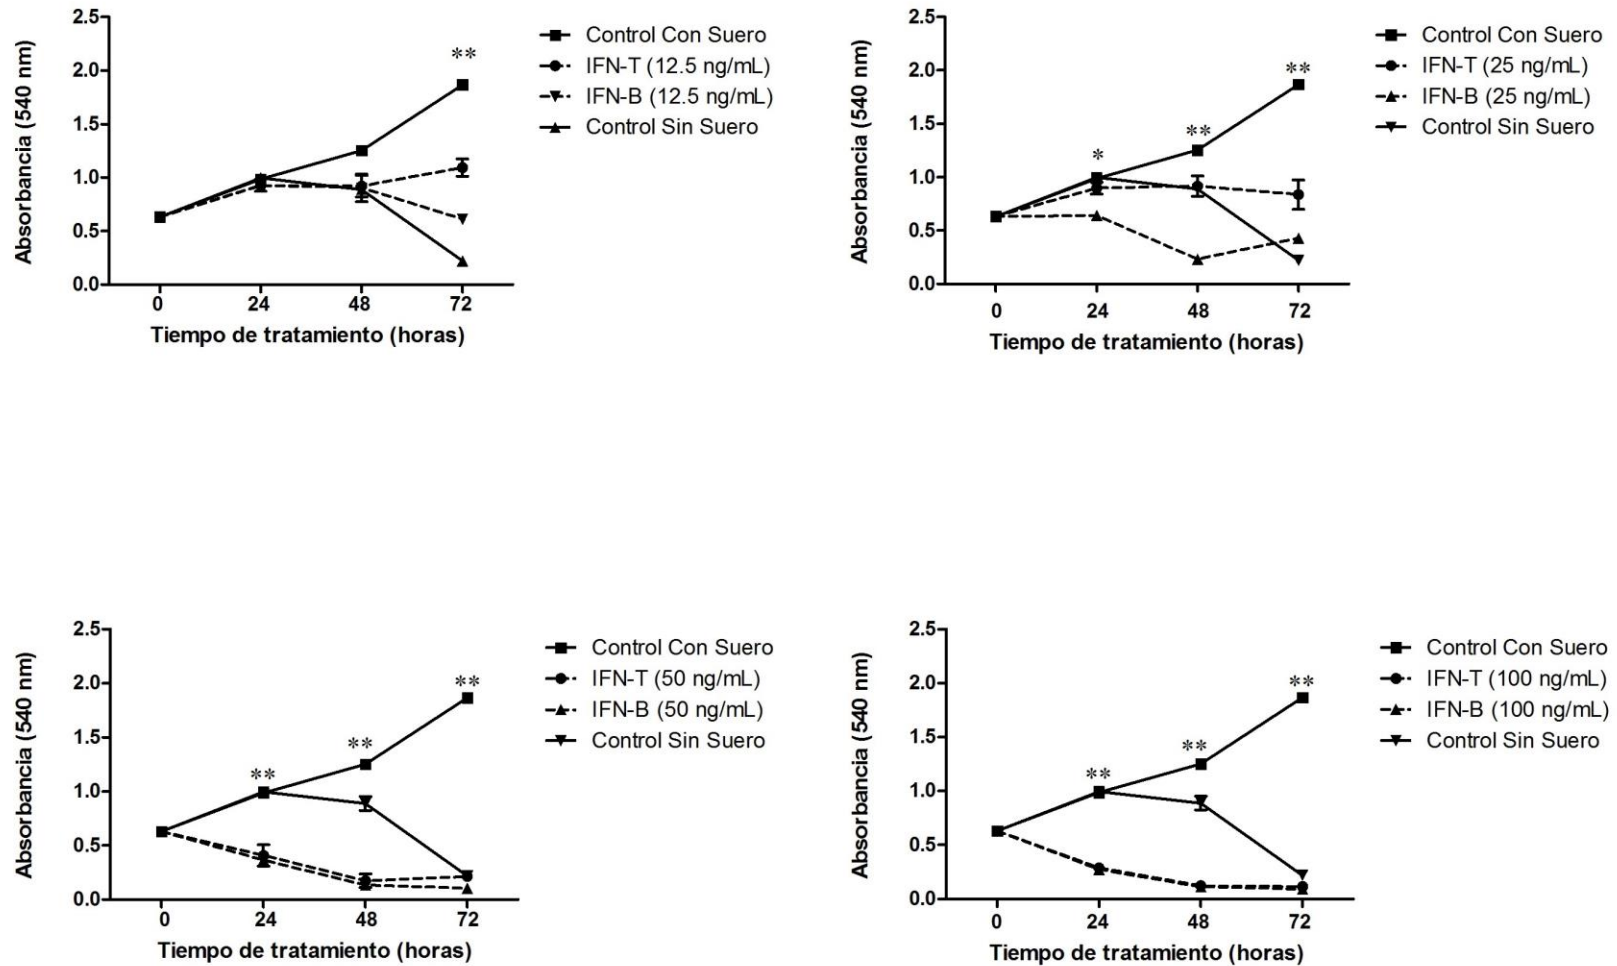 2.5
2.0
1.5
1.0
0.5
0.0
Absorbancia (540 nm)
**
0 24 48 72
Tiempo de tratamiento (horas)
Control Con Suero
IFN-T (12.5 ng/mL)
IFN-B (12.5 ng/mL)
Control Sin Suero
2.5
2.0
1.5
1.0
0.5
0.0
Absorbancia (540 nm)
* ** **
0 24 48 72
Tiempo de tratamiento (horas)
Control Con Suero
IFN-T (25 ng/mL)
IFN-B (25 ng/mL)
Control Sin Suero
2.5
2.0
1.5
1.0
0.5
0.0
Absorbancia (540 nm)
** ** **
0 24 48 72
Tiempo de tratamiento (horas)
Control Con Suero
IFN-T (50 ng/mL)
IFN-B (50 ng/mL)
Control Sin Suero
2.5
2.0
1.5
1.0
0.5
0.0
Absorbancia (540 nm)
** ** **
0 24 48 72
Tiempo de tratamiento (horas)
Control Con Suero
IFN-T (100 ng/mL)
IFN-B (100 ng/mL)
Control Sin Suero